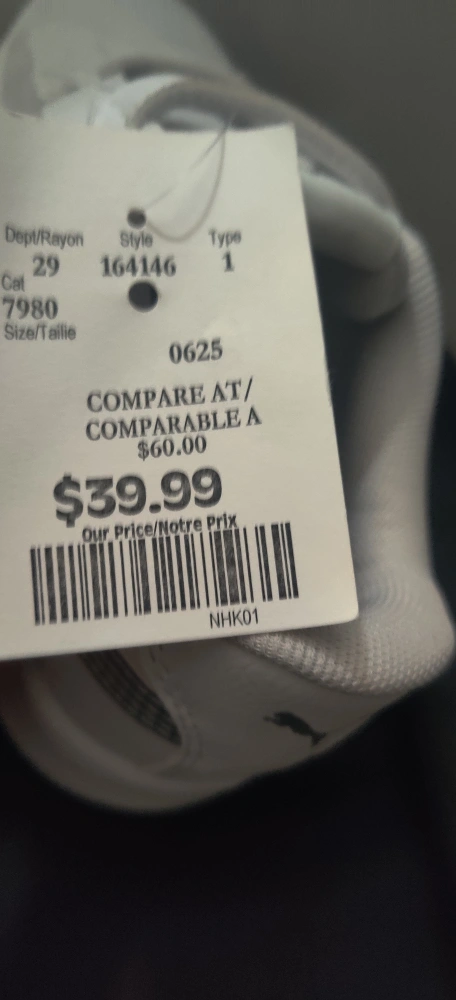 Dept/Rayon Style Type
29 164146 1
Cat
7980
Size/Taille
0625
COMPARE AT/
COMPARABLE A
$60.00
$39.99
Our Price/Notre Prix
NHK01